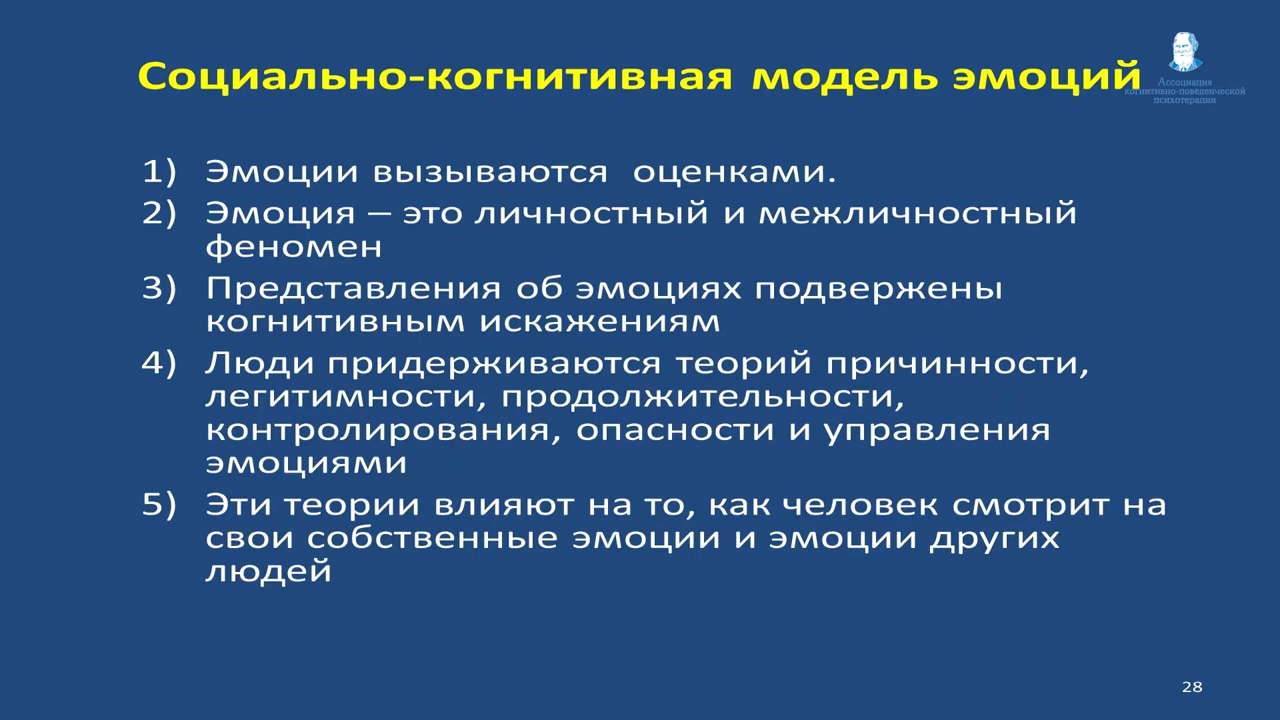 Социально-когнитивная модель эмоций
Ассоциация
когнитивно-поведенческой
психотерапии
1) Эмоции вызываются оценками.
2) Эмоция – это личностный и межличностный
феномен
3) Представления об эмоциях подвержены
когнитивным искажениям
4) Люди придерживаются теорий причинности,
легитимности, продолжительности,
контролирования, опасности и управления
эмоциями
5) Эти теории влияют на то, как человек смотрит на
свои собственные эмоции и эмоции других
людей
28